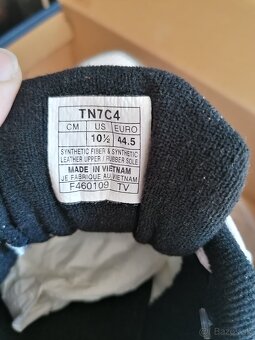 TN7C4
CM US EURO
10½ 44.5
SYNTHETIC FIBER & SYNTHETIC
LEATHER UPPER / RUBBER SOLE
MADE IN VIETNAM
JE FABRIQUE AU VIETNAM
F460109 TV